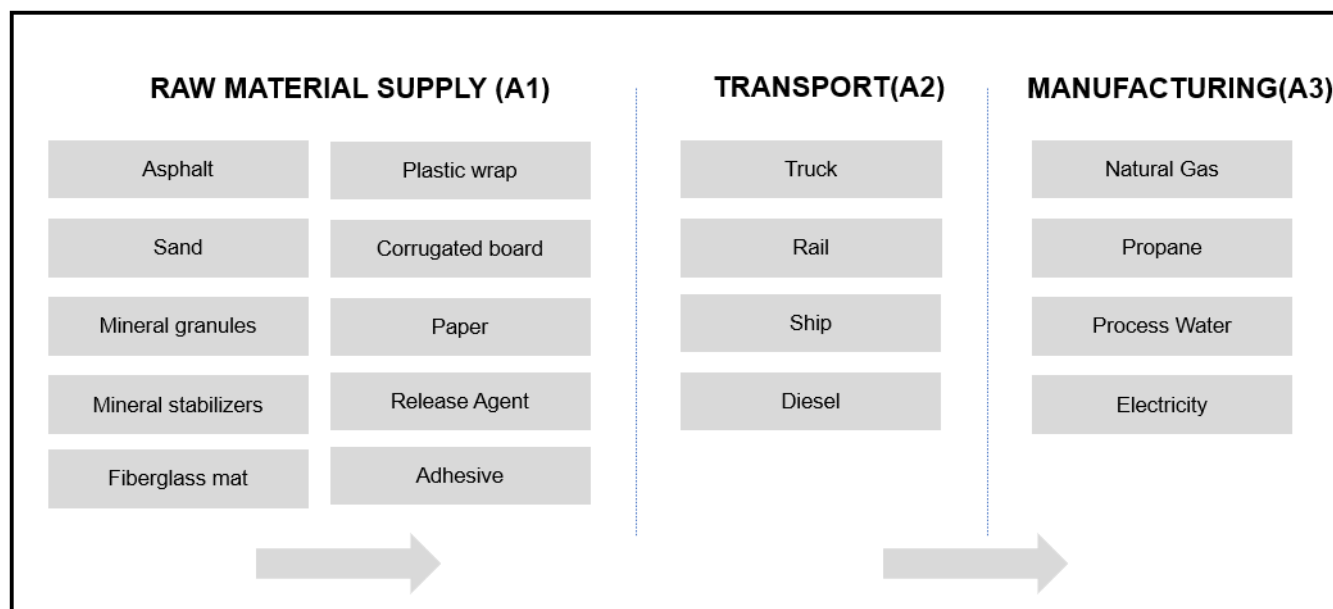 RAW MATERIAL SUPPLY (A1)
Asphalt
Sand
Mineral granules
Mineral stabilizers
Fiberglass mat
Plastic wrap
Corrugated board
Paper
Release Agent
Adhesive
TRANSPORT(A2)
Truck
Rail
Ship
Diesel
MANUFACTURING(A3)
Natural Gas
Propane
Process Water
Electricity